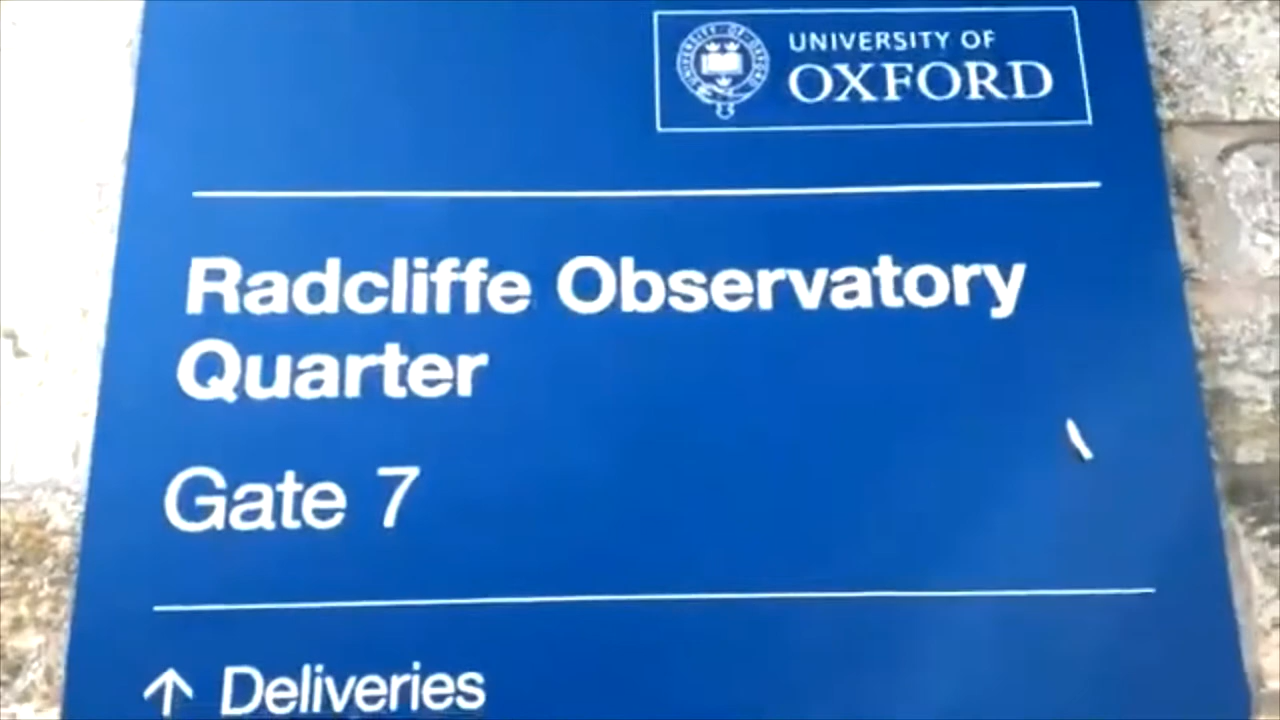 UNIVERSITY OF
OXFORD
Radcliffe Observatory
Quarter
Gate 7
↑ Deliveries